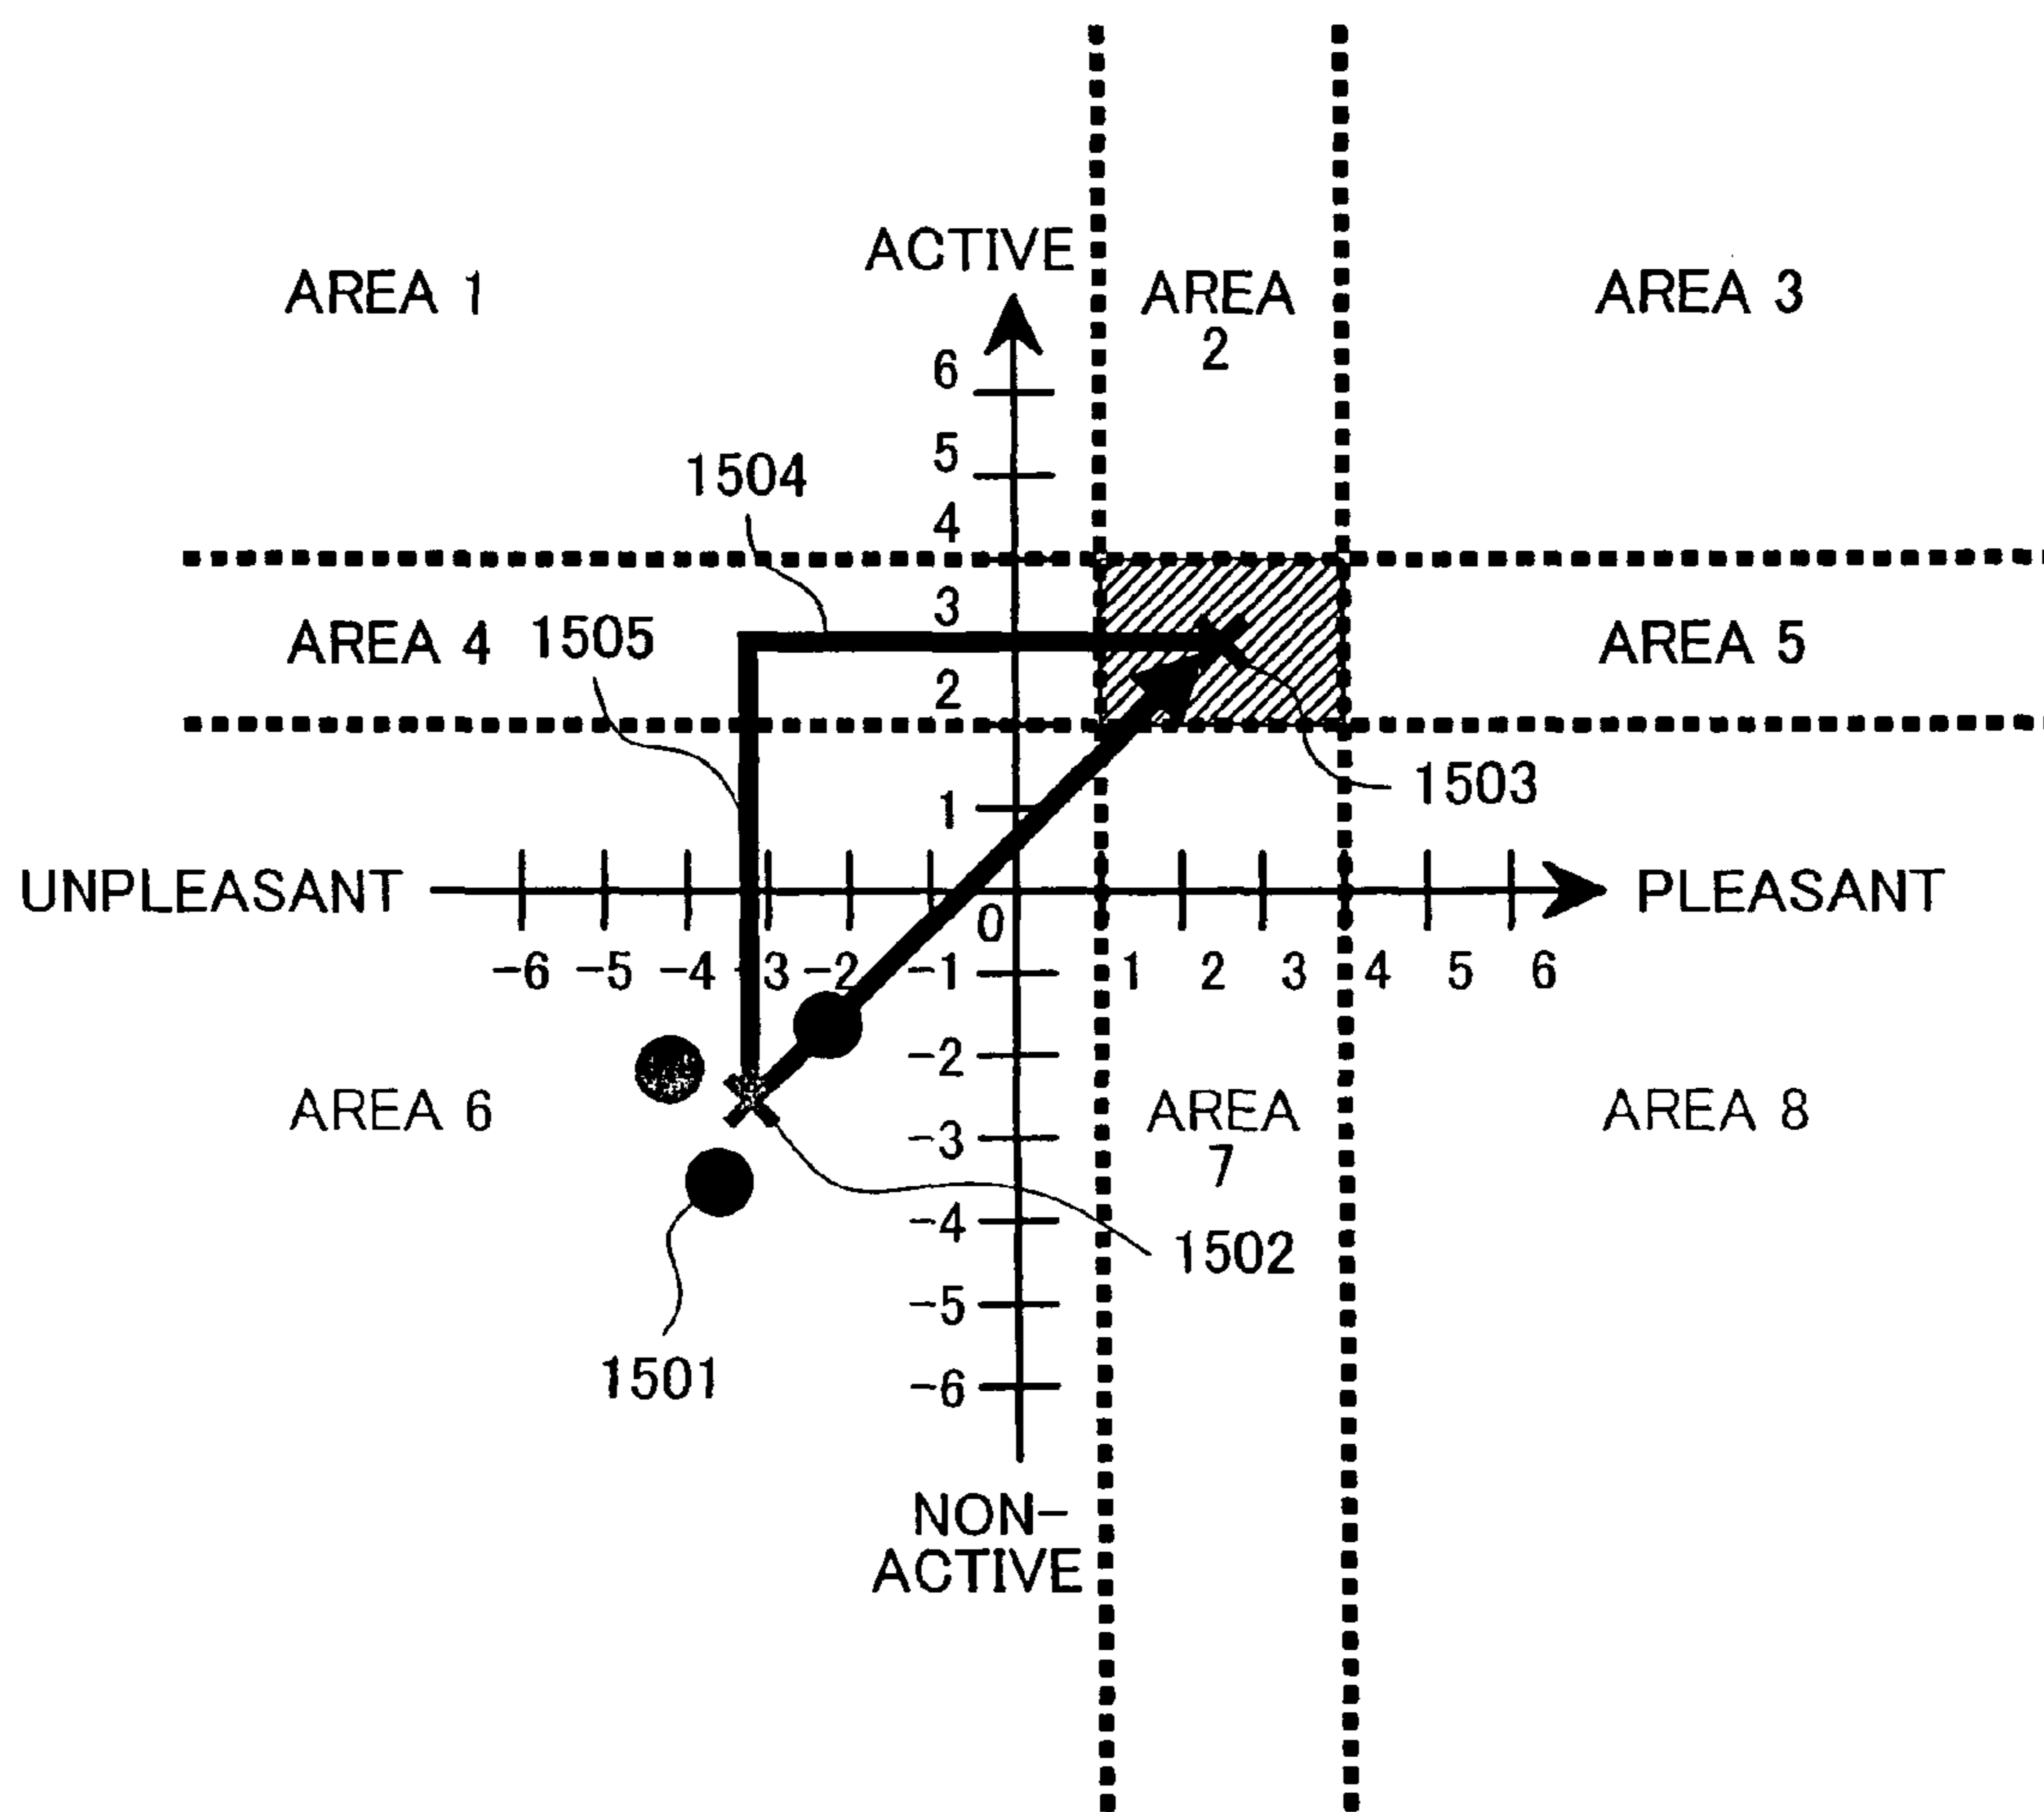 ACTIVE
AREA 1
AREA
2
AREA 3
6
5
1504
4
3
AREA 4
1505
AREA 5
2
1503
1
UNPLEASANT
PLEASANT
0
-6 -5 -4 -3 -2 -1 1 2 3 4 5 6
-1
-2
AREA 6
AREA
7
AREA 8
-3
-4
1502
-5
1501
-6
NON-
ACTIVE